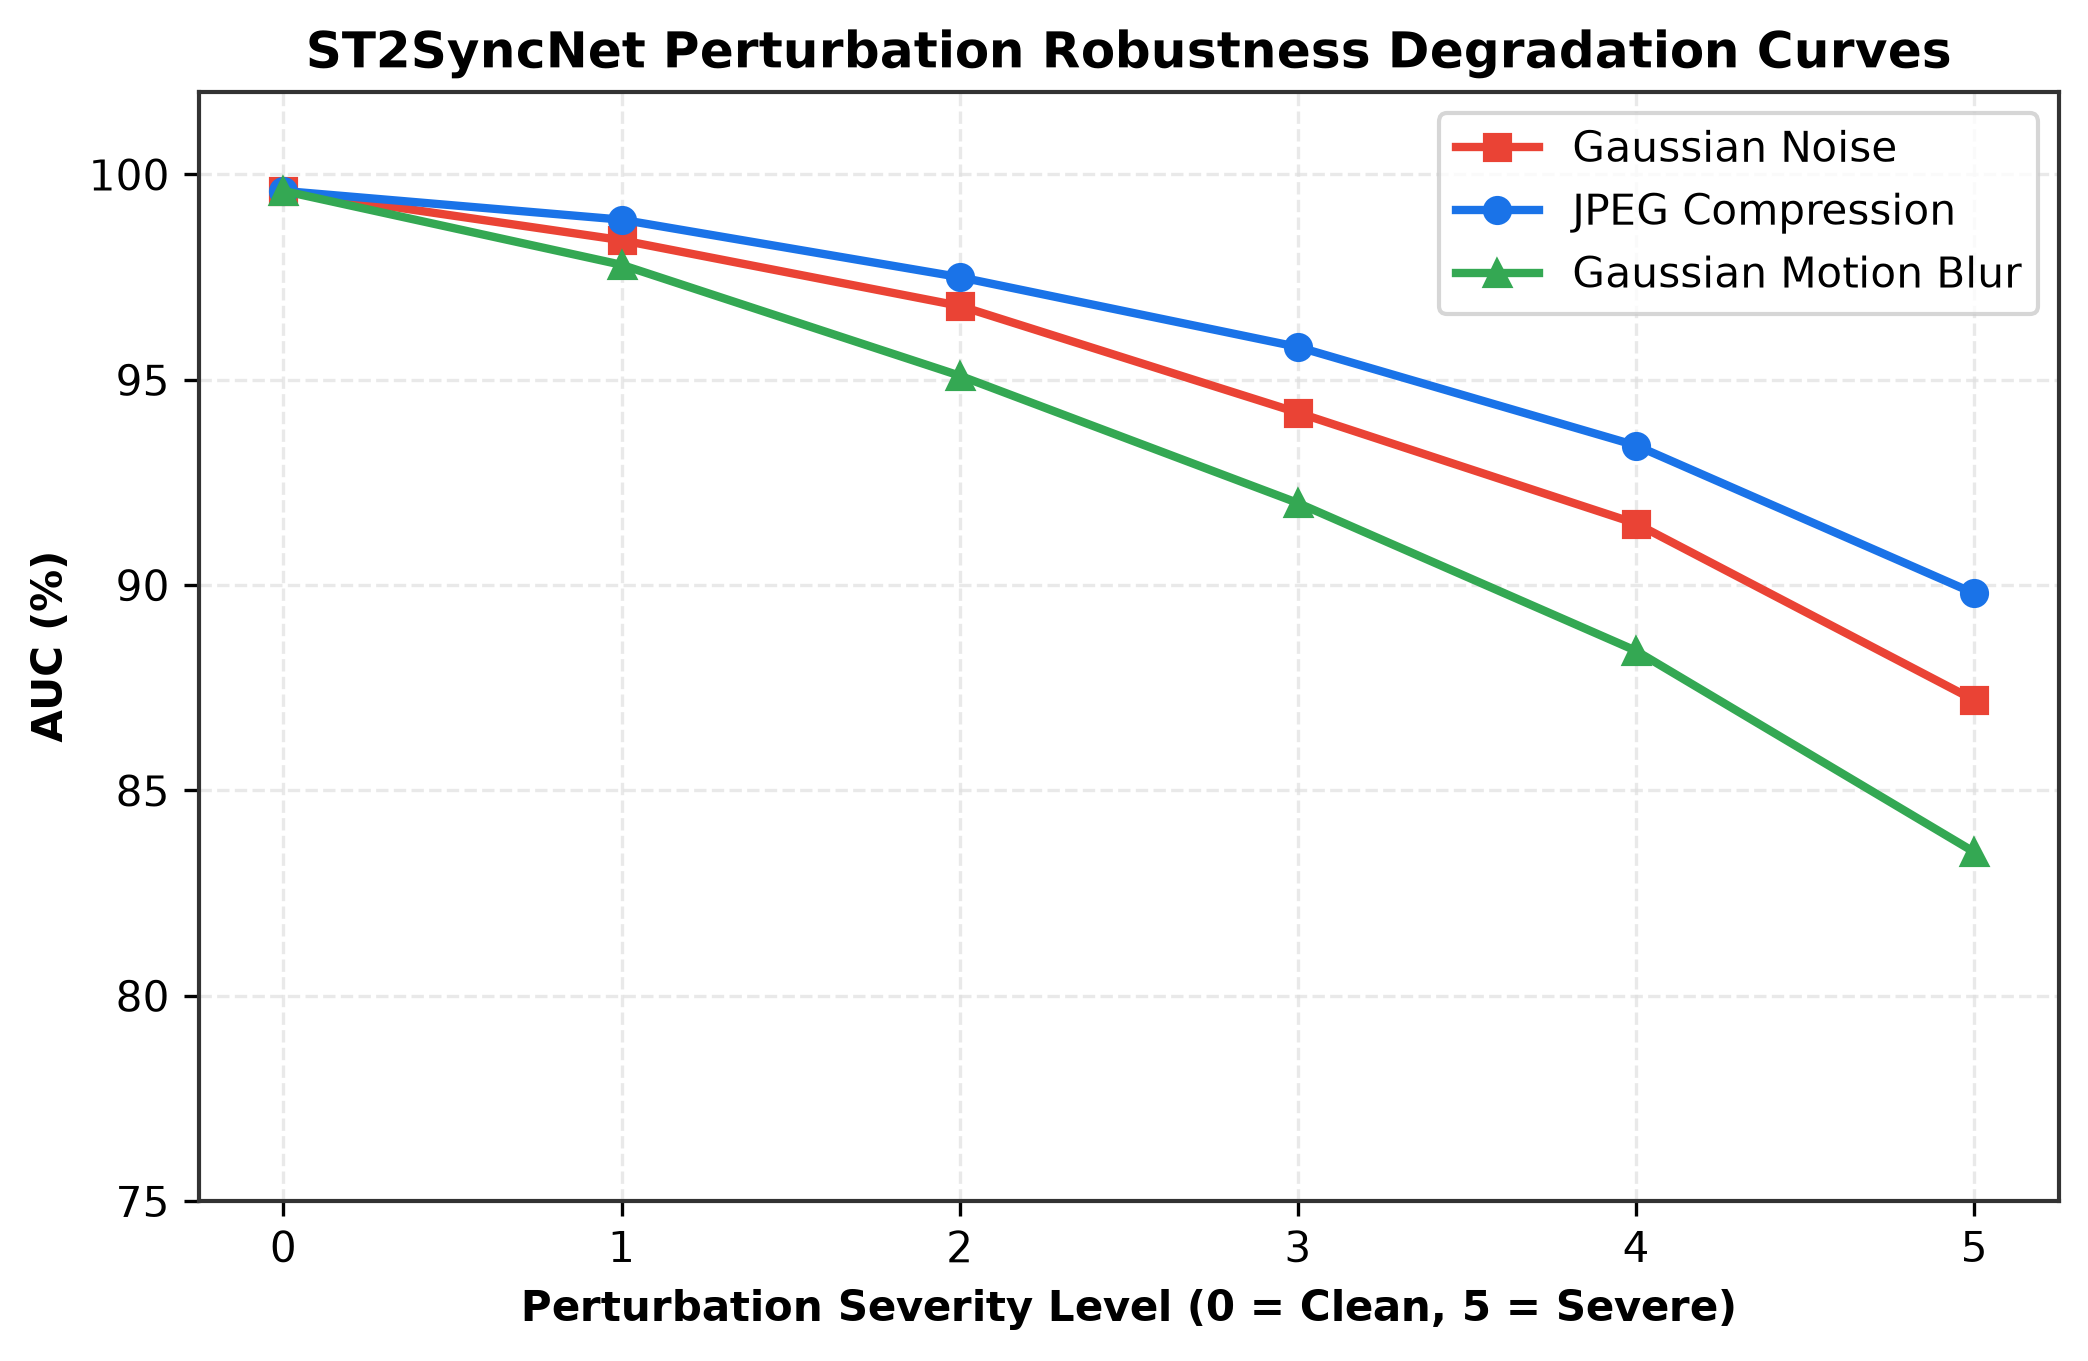 ST2SyncNet Perturbation Robustness Degradation Curves
Gaussian Noise
JPEG Compression
Gaussian Motion Blur
AUC (%)
100
95
90
85
80
75
0 1 2 3 4 5
Perturbation Severity Level (0 = Clean, 5 = Severe)